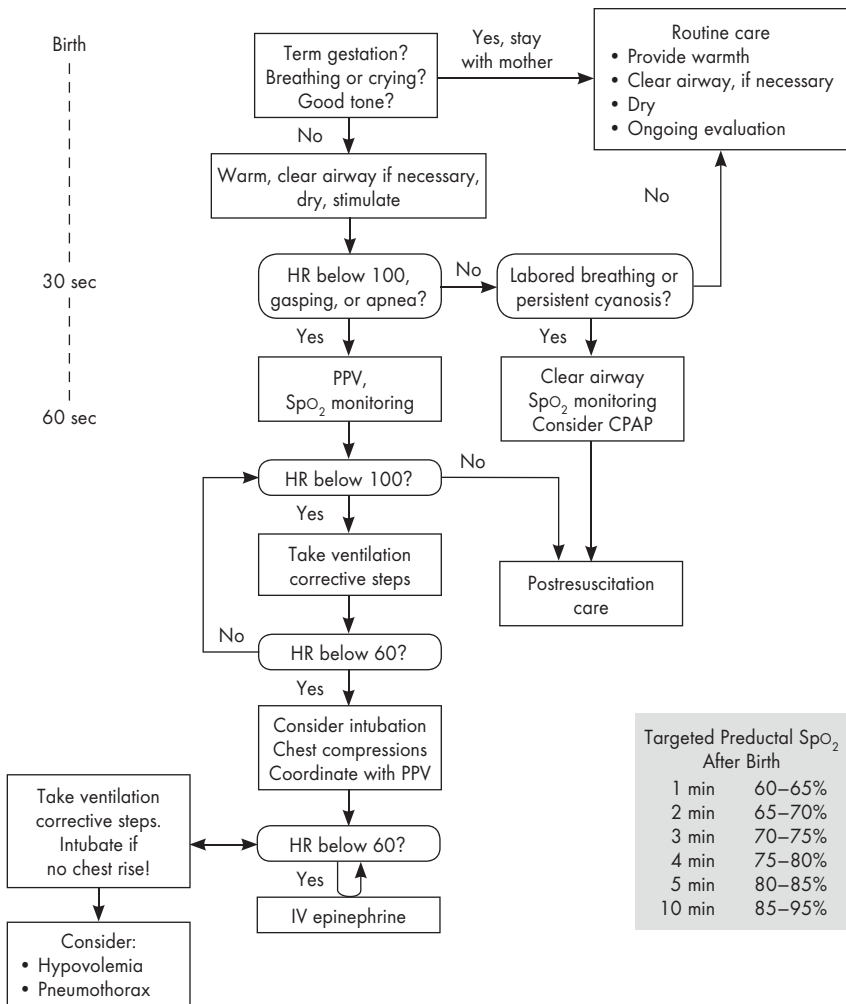 Birth
Term gestation?
Breathing or crying?
Good tone?
Yes, stay
with mother
Routine care
• Provide warmth
• Clear airway, if necessary
• Dry
• Ongoing evaluation
No
Warm, clear airway if necessary,
dry, stimulate
No
30 sec
HR below 100,
gasping, or apnea?
No
Labored breathing or
persistent cyanosis?
Yes
Yes
PPV,
SpO₂ monitoring
Clear airway
SpO₂ monitoring
Consider CPAP
60 sec
HR below 100?
No
Yes
Take ventilation
corrective steps
Postresuscitation
care
No
HR below 60?
Yes
Consider intubation
Chest compressions
Coordinate with PPV
Take ventilation
corrective steps.
Intubate if
no chest rise!
HR below 60?
Yes
IV epinephrine
Consider:
• Hypovolemia
• Pneumothorax
Targeted Preductal SpO₂
After Birth
1 min 60–65%
2 min 65–70%
3 min 70–75%
4 min 75–80%
5 min 80–85%
10 min 85–95%